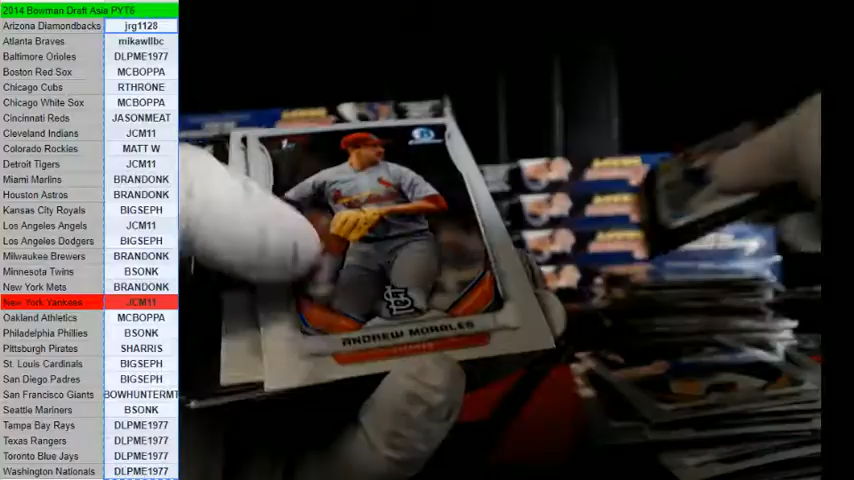 2014 Bowman Draft Asia PYT6
Arizona Diamondbacks jrg1128
Atlanta Braves mikawllbc
Baltimore Orioles DLPME1977
Boston Red Sox MCBOPPA
Chicago Cubs RTHRONE
Chicago White Sox MCBOPPA
Cincinnati Reds JASONMEAT
Cleveland Indians JCM11
Colorado Rockies MATT W
Detroit Tigers JCM11
Miami Marlins BRANDONK
Houston Astros BRANDONK
Kansas City Royals BIGSEPH
Los Angeles Angels JCM11
Los Angeles Dodgers BIGSEPH
Milwaukee Brewers BRANDONK
Minnesota Twins BSONK
New York Mets BRANDONK
New York Yankees JCM11
Oakland Athletics MCBOPPA
Philadelphia Phillies BSONK
Pittsburgh Pirates SHARRIS
St. Louis Cardinals BIGSEPH
San Diego Padres BIGSEPH
San Francisco Giants BOWHUNTERMT
Seattle Mariners BSONK
Tampa Bay Rays DLPME1977
Texas Rangers DLPME1977
Toronto Blue Jays DLPME1977
Washington Nationals DLPME1977
ANDREW MORALES